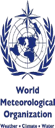 World
Meteorological
Organization
Weather • Climate • Water